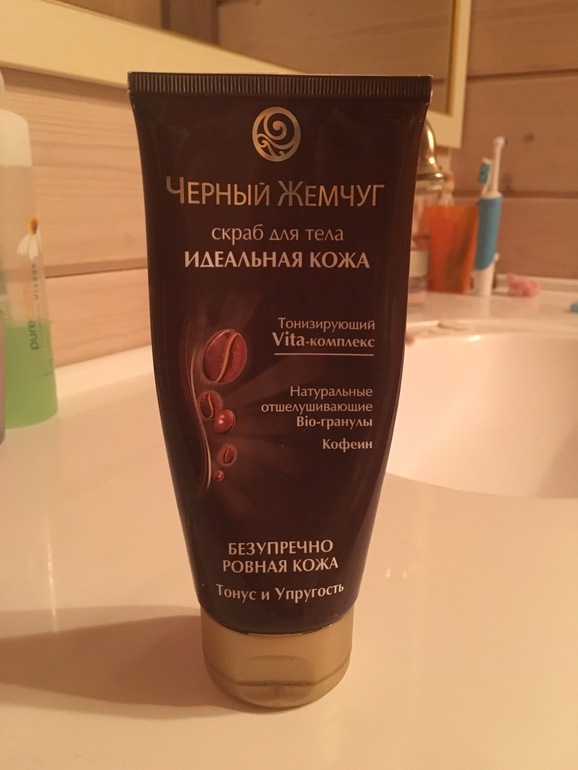 ЧЕРНЫЙ ЖЕМЧУГ
СКРАБ ДЛЯ ТЕЛА
ИДЕАЛЬНАЯ КОЖА
Тонизирующий
Vita-комплекс
Натуральные
отшелушивающие
Bio-гранулы
Кофеин
БЕЗУПРЕЧНО
РОВНАЯ КОЖА
Тонус и Упругость